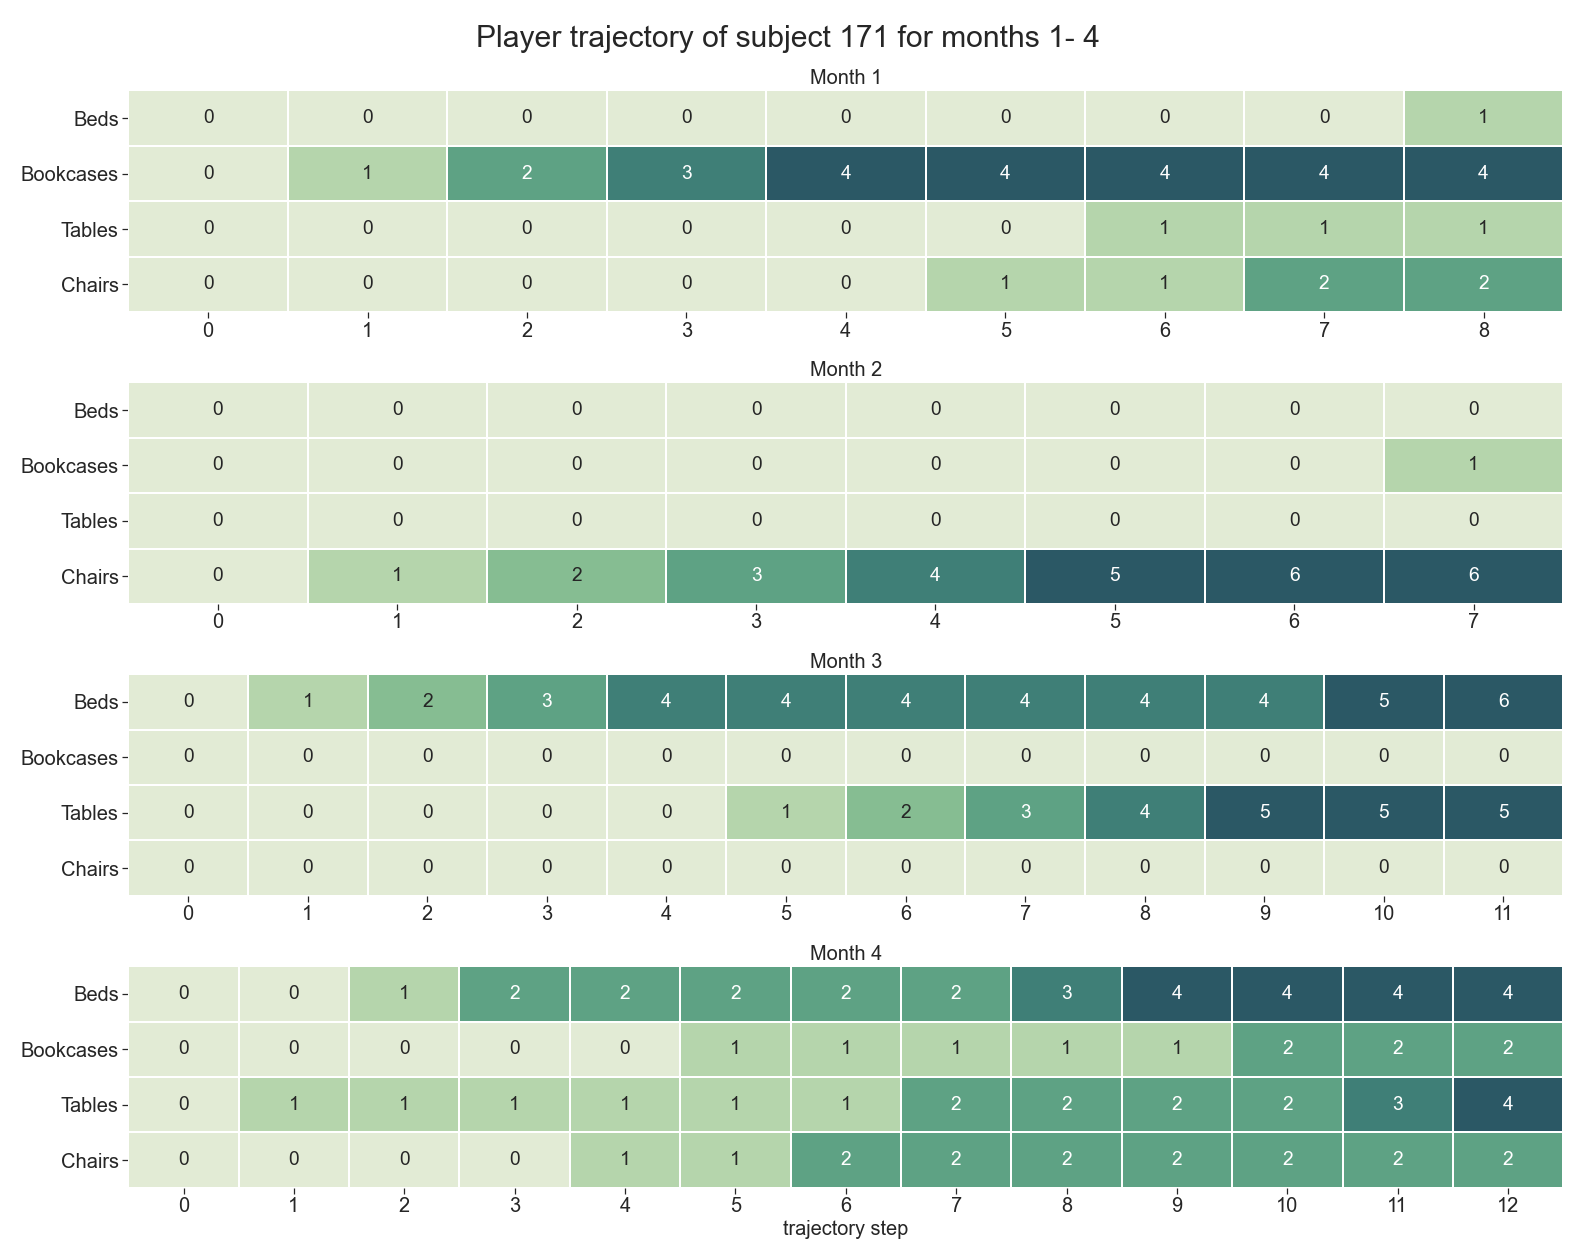 Player trajectory of subject 171 for months 1- 4
Month 1
Beds 0 0 0 0 0 0 0 0 1
Bookcases 0 1 2 3 4 4 4 4 4
Tables 0 0 0 0 0 0 1 1 1
Chairs 0 0 0 0 0 1 1 2 2
0 1 2 3 4 5 6 7 8
Month 2
Beds 0 0 0 0 0 0 0 0
Bookcases 0 0 0 0 0 0 0 1
Tables 0 0 0 0 0 0 0 0
Chairs 0 1 2 3 4 5 6 6
0 1 2 3 4 5 6 7
Month 3
Beds 0 1 2 3 4 4 4 4 4 4 5 6
Bookcases 0 0 0 0 0 0 0 0 0 0 0 0
Tables 0 0 0 0 0 1 2 3 4 5 5 5
Chairs 0 0 0 0 0 0 0 0 0 0 0 0
0 1 2 3 4 5 6 7 8 9 10 11
Month 4
Beds 0 0 1 2 2 2 2 2 3 4 4 4 4
Bookcases 0 0 0 0 0 1 1 1 1 1 2 2 2
Tables 0 1 1 1 1 1 1 2 2 2 2 3 4
Chairs 0 0 0 0 1 1 2 2 2 2 2 2 2
0 1 2 3 4 5 6 7 8 9 10 11 12
trajectory step